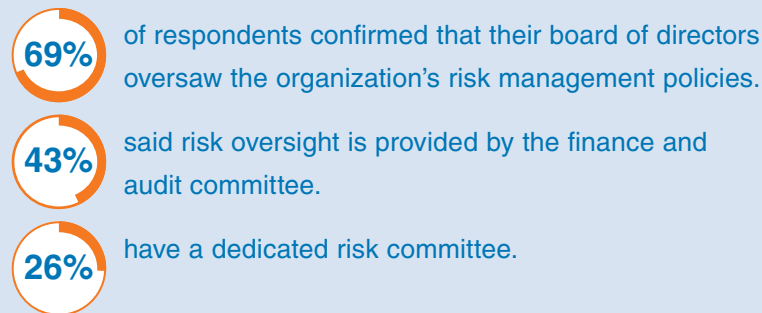 69%
of respondents confirmed that their board of directors
oversaw the organization’s risk management policies.
43%
said risk oversight is provided by the finance and
audit committee.
26%
have a dedicated risk committee.